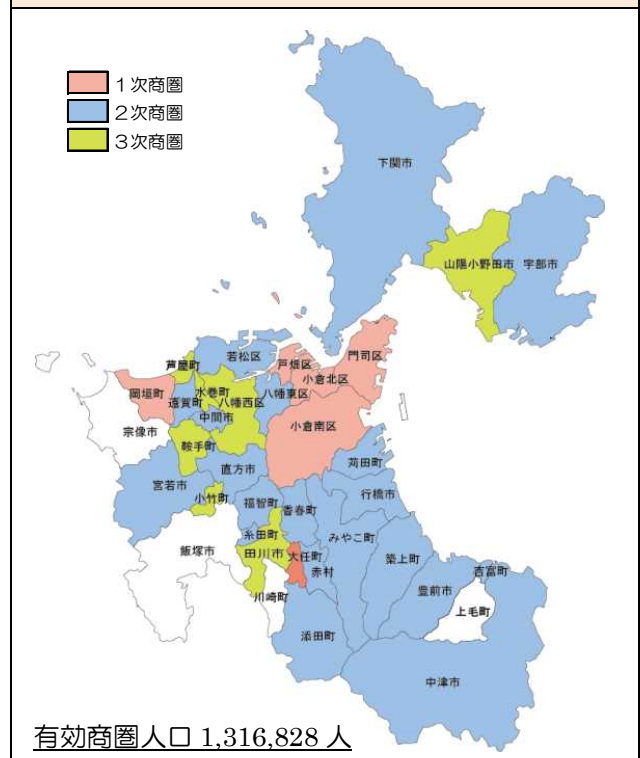 1次商圏
2次商圏
3次商圏
下関市
山陽小野田市
宇部市
芦屋町
若松区
戸畑区
門司区
小倉北区
岡垣町
遠賀町
水巻町
八幡西区
八幡東区
中間市
宗像市
小倉南区
鞍手町
苅田町
直方市
宮若市
小竹町
行橋市
福智町
香春町
みやこ町
糸田町
飯塚市
田川市
大任町
赤村
築上町
吉富町
豊前市
上毛町
川崎町
添田町
中津市
有効商圏人口 1,316,828 人